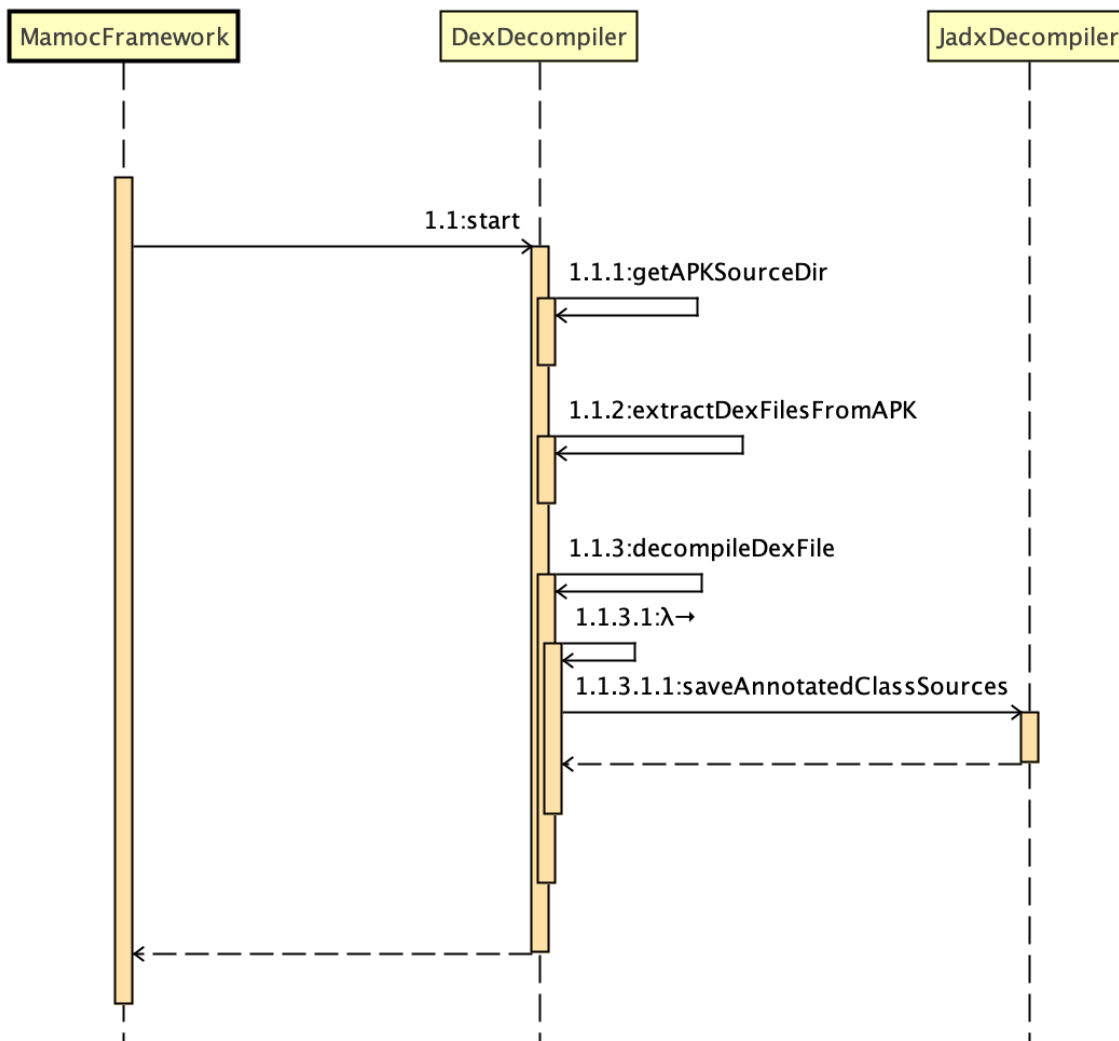 MamocFramework
DexDecompiler
JadxDecompiler
1.1:start
1.1.1:getAPKSourceDir
1.1.2:extractDexFilesFromAPK
1.1.3:decompileDexFile
1.1.3.1:λ→
1.1.3.1.1:saveAnnotatedClassSources